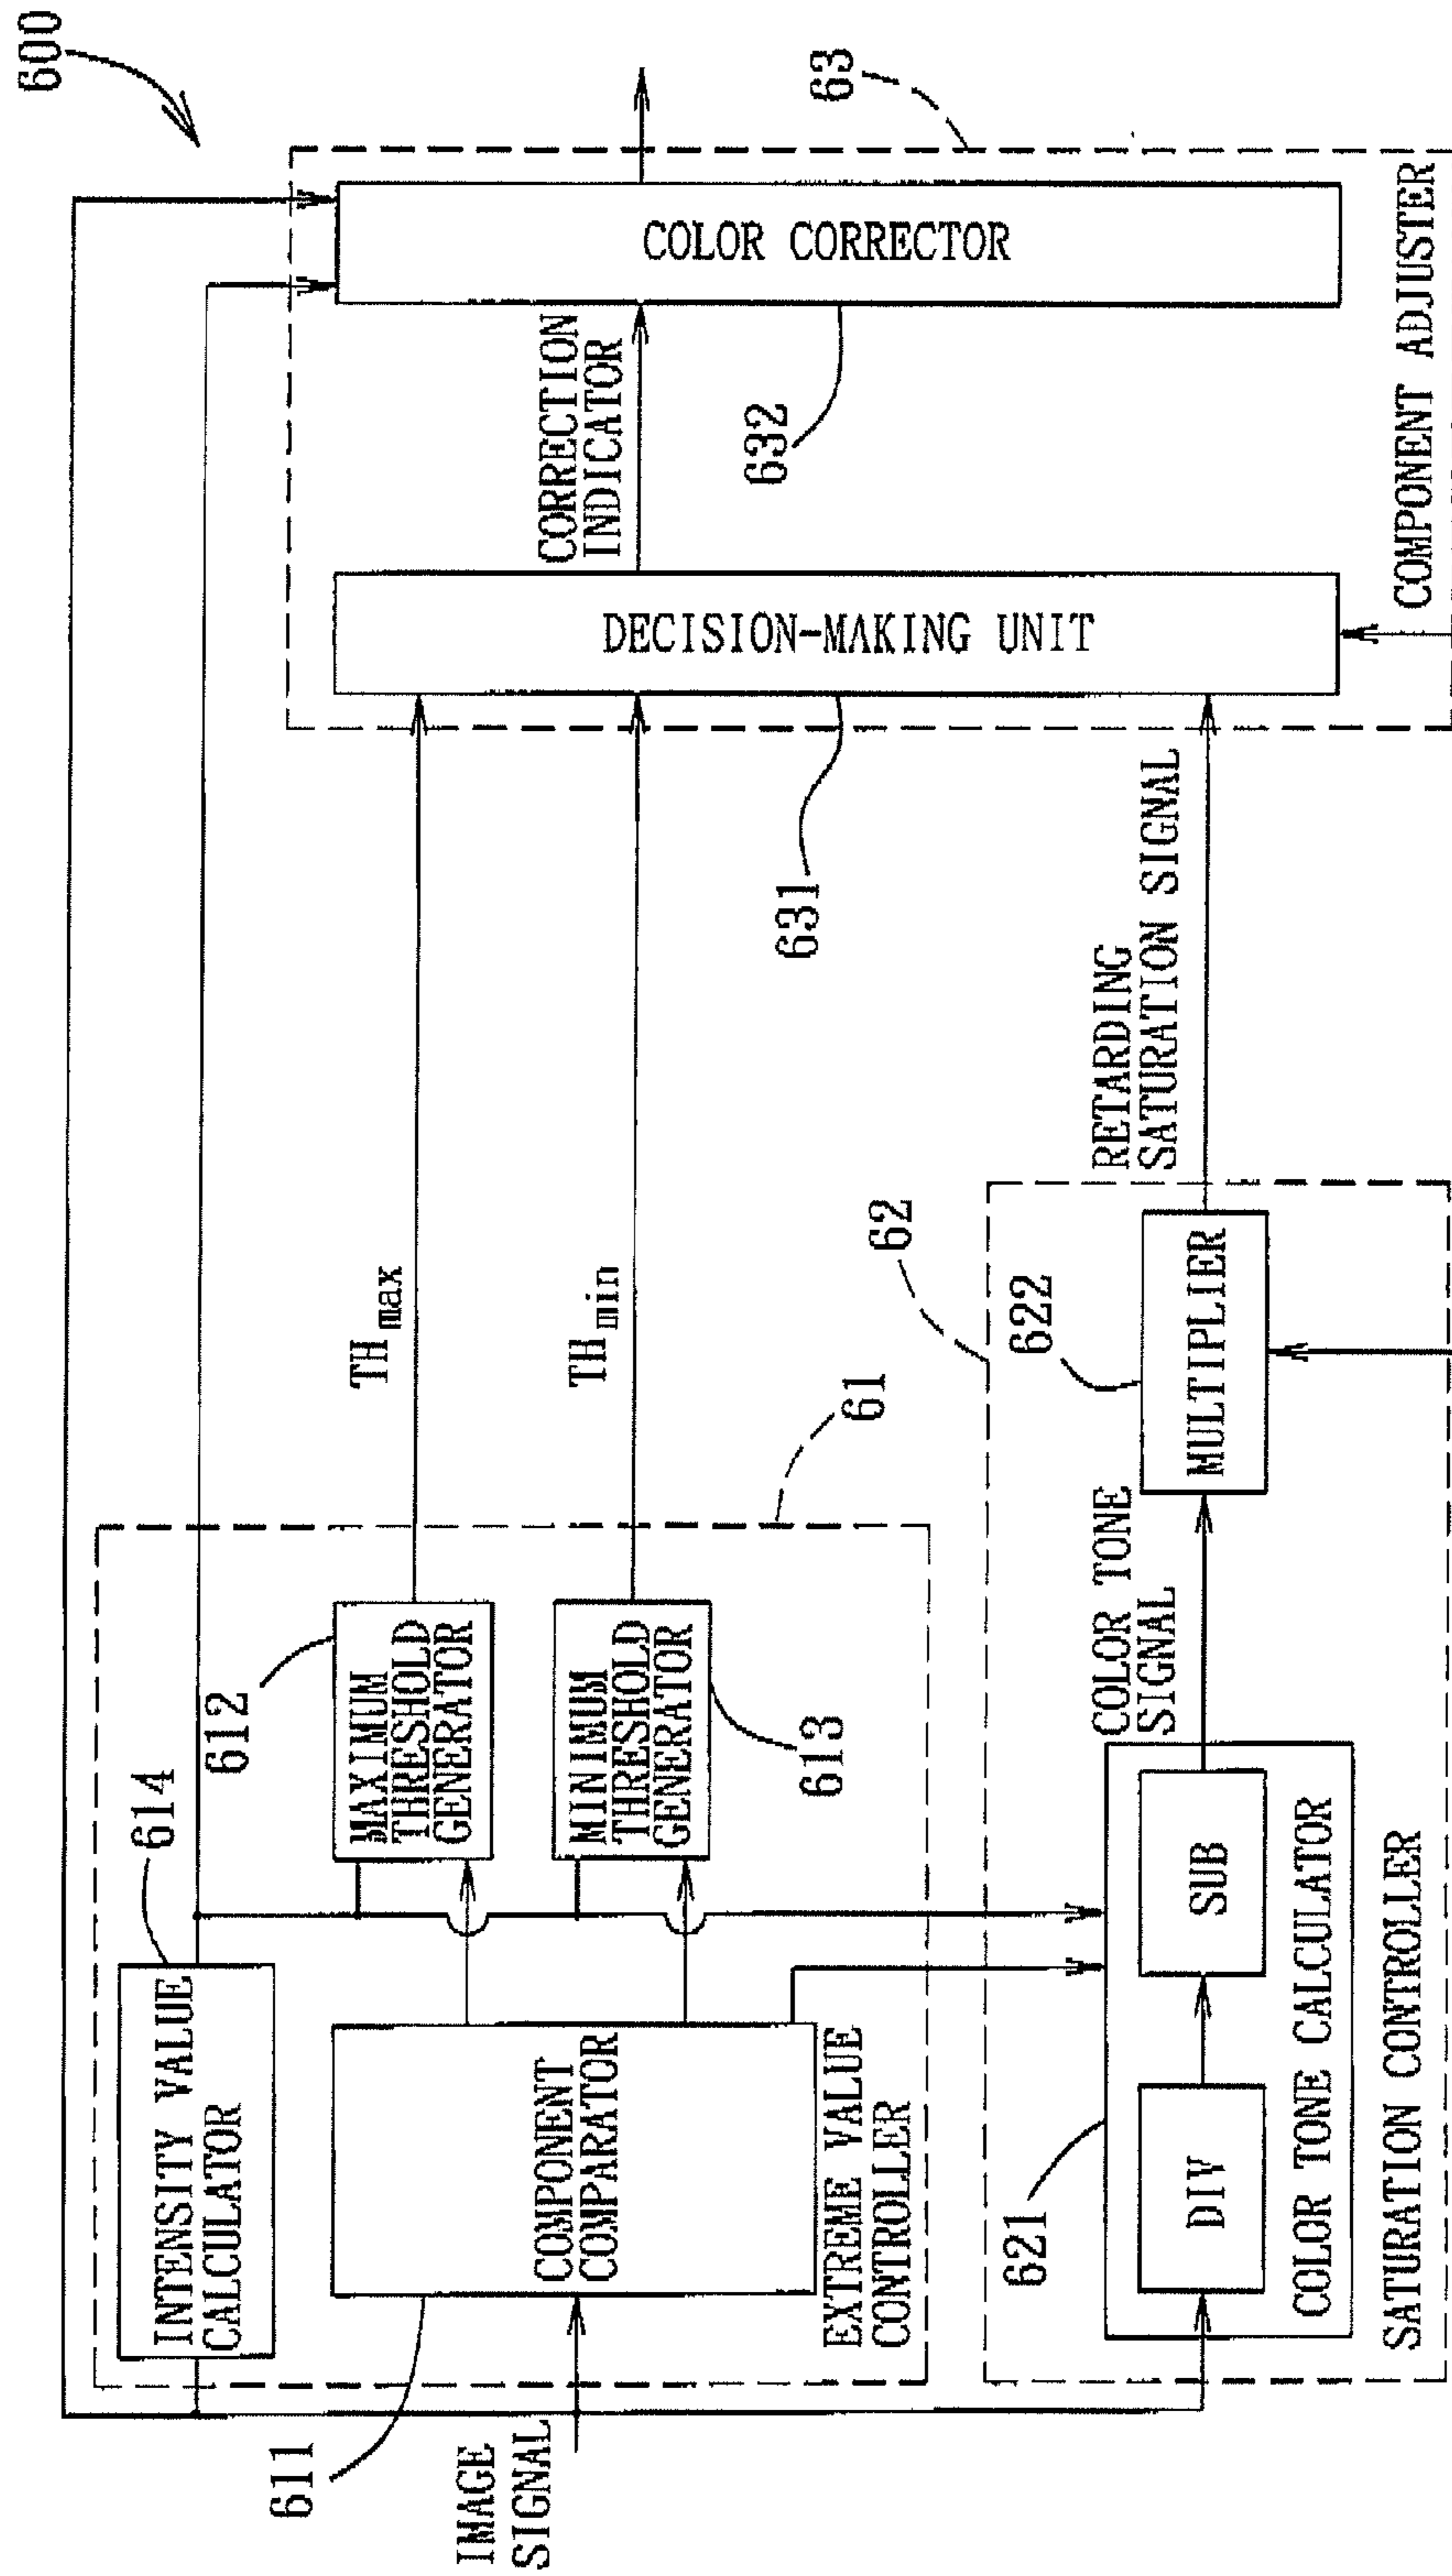 600
614
INTENSITY VALUE
CALCULATOR
612
MAXIMUM
THRESHOLD
GENERATOR
TH max
611
COMPONENT
COMPARATOR
IMAGE
SIGNAL
MINIMUM
THRESHOLD
GENERATOR
613
TH min
EXTREME VALUE
CONTROLLER
61
631
DECISION-MAKING UNIT
CORRECTION
INDICATOR
632
COLOR CORRECTOR
63
COMPONENT ADJUSTER
62
621
DIV
SUB
COLOR TONE CALCULATOR
COLOR TONE
SIGNAL
622
MULTIPLIER
RETARDING
SATURATION SIGNAL
SATURATION CONTROLLER